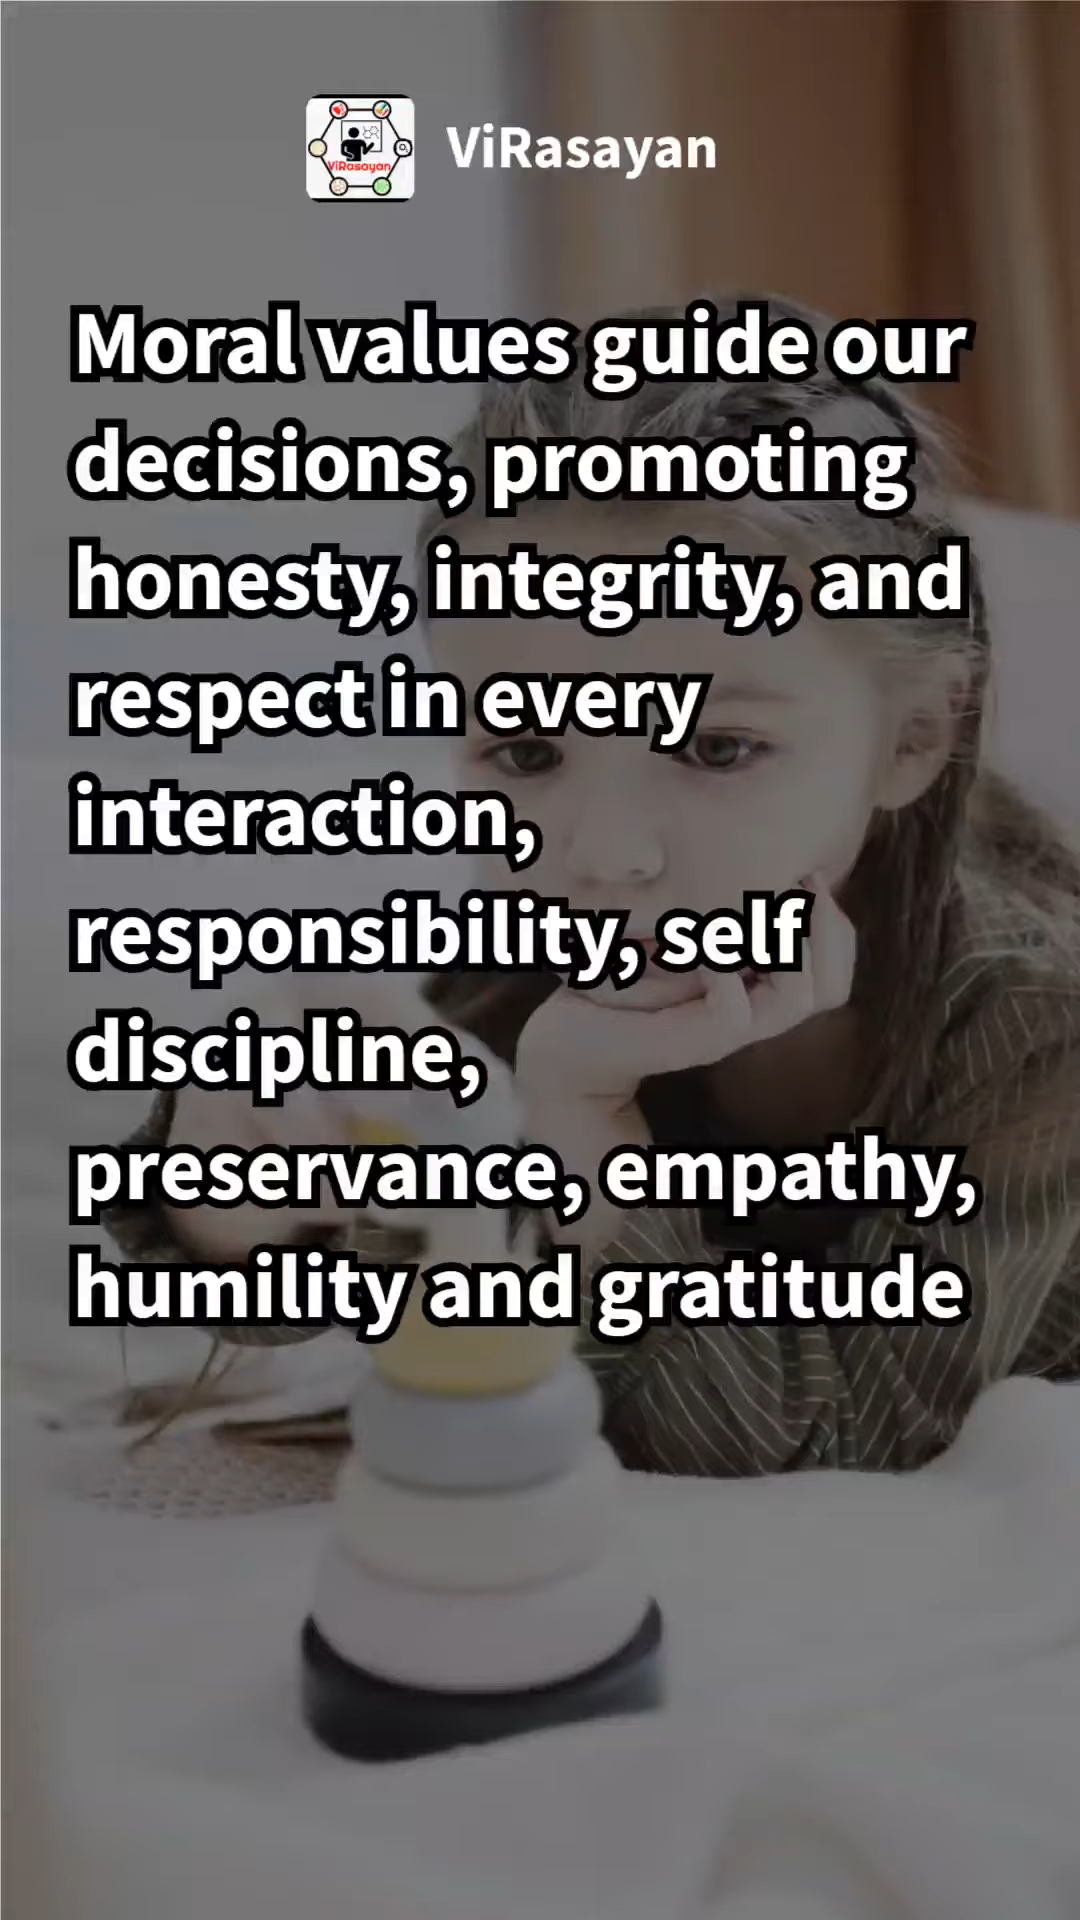 ViRasayan
ViRasayan
Moral values guide our
decisions, promoting
honesty, integrity, and
respect in every
interaction,
responsibility, self
discipline,
preservance, empathy,
humility and gratitude